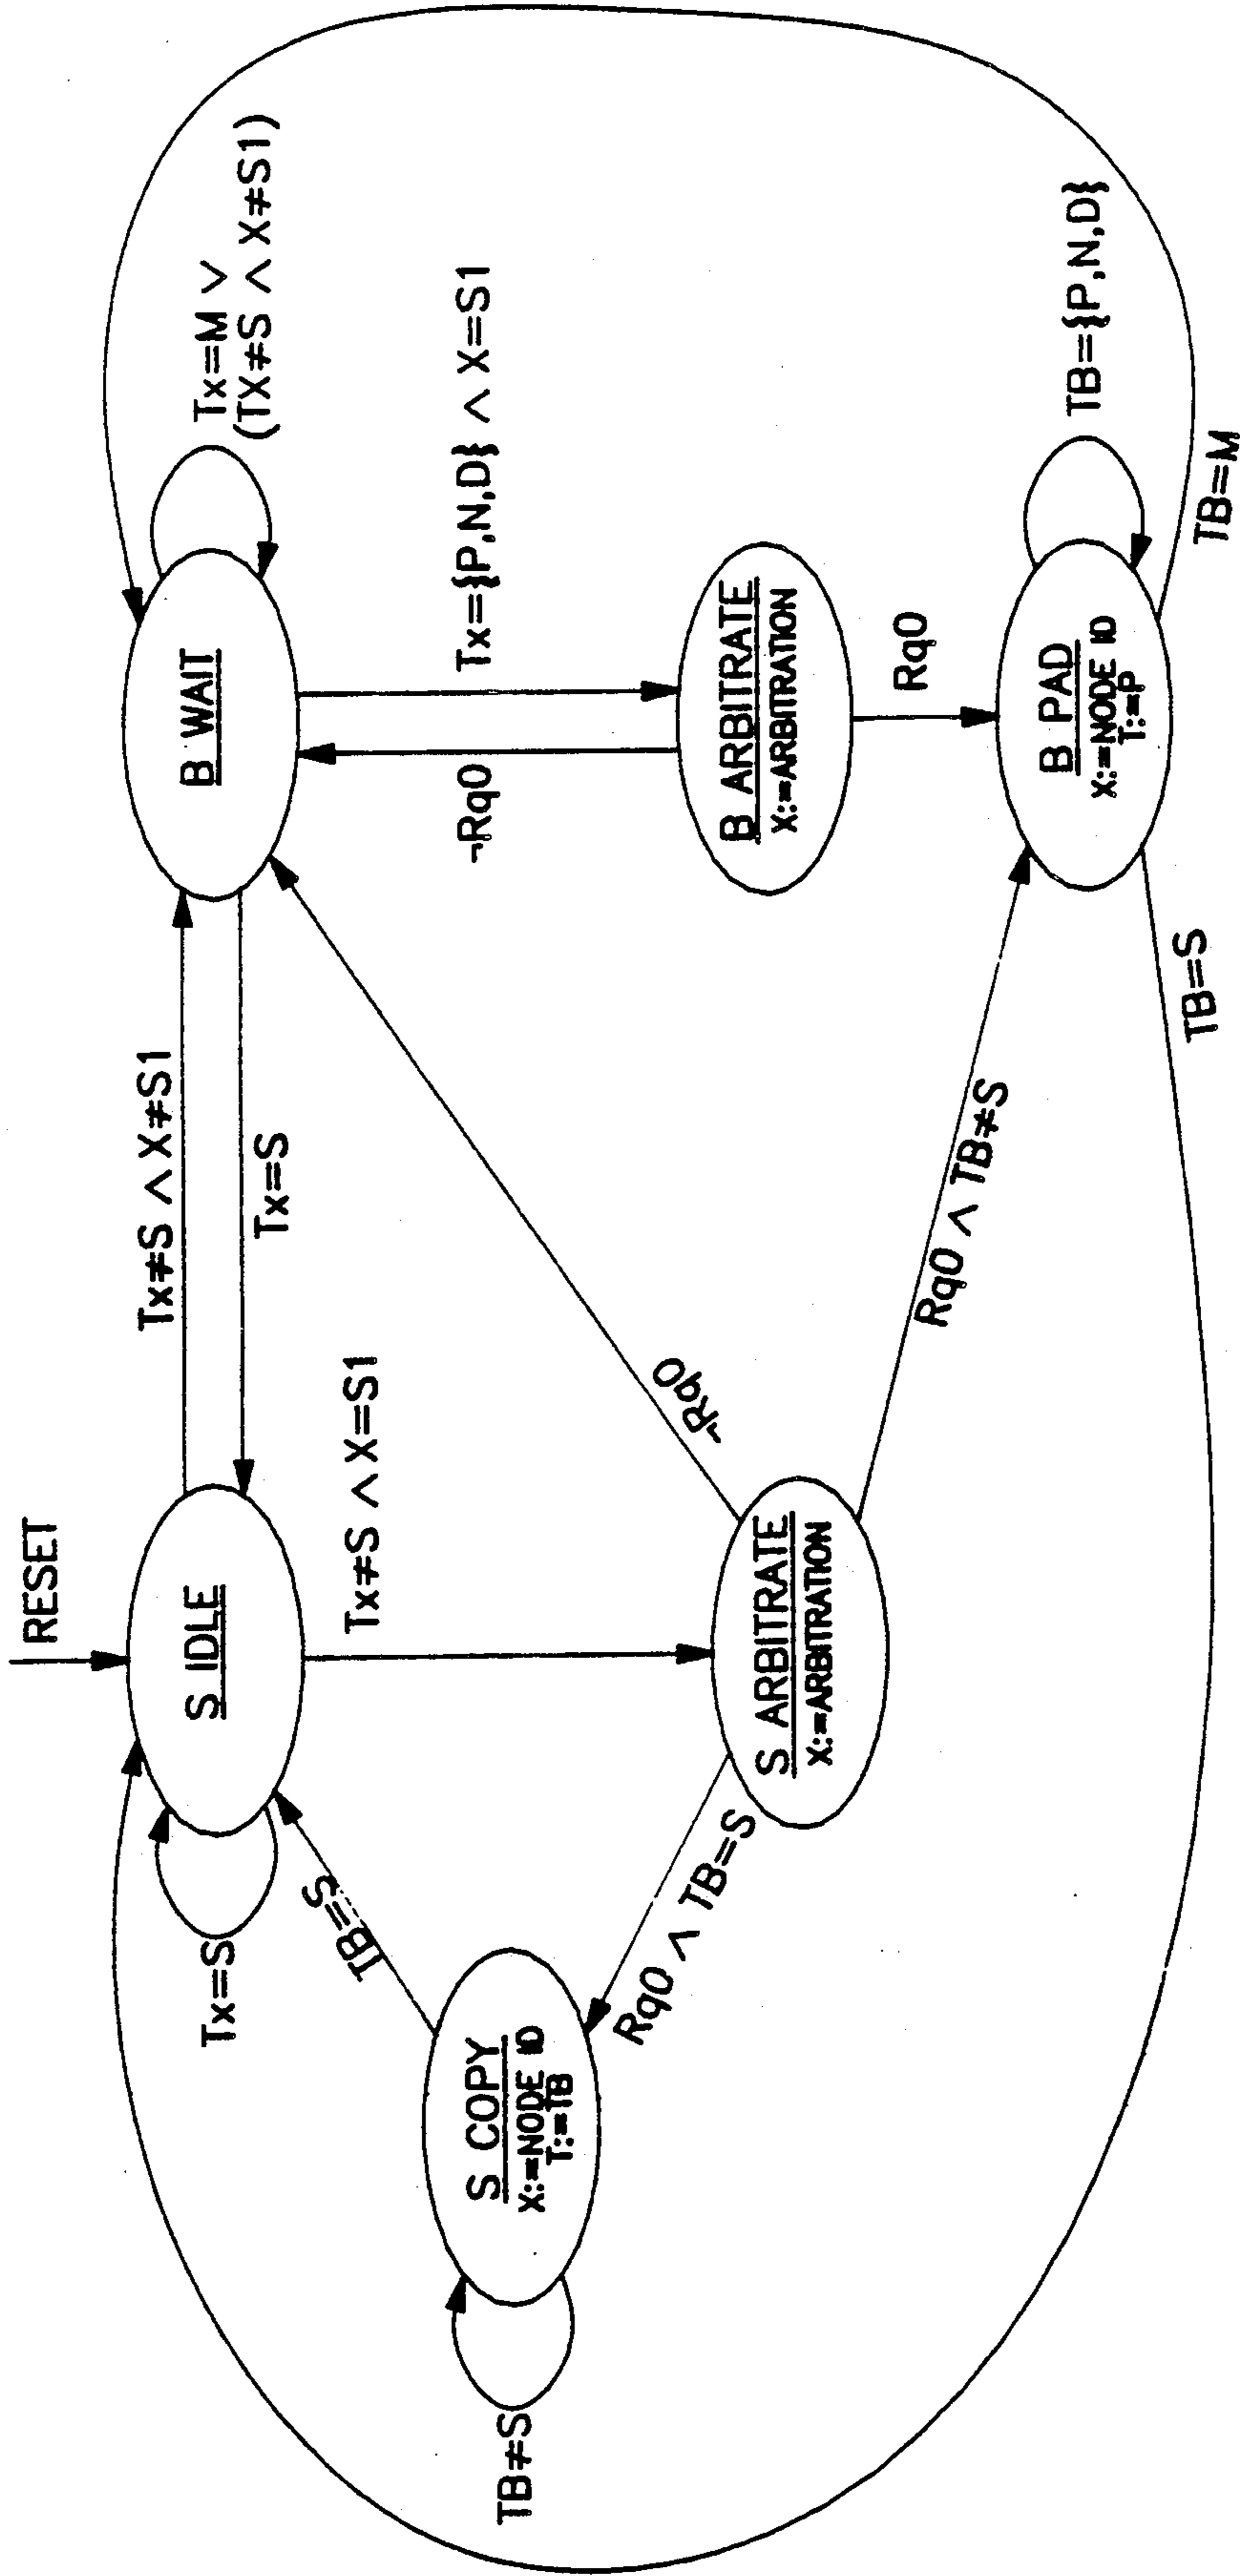 RESET
Tx=S
S IDLE
Tx≠S ∧ X≠S1
Tx=S
B WAIT
Tx=M ∨
(TX≠S ∧ X≠S1)
TB=S
Tx≠S ∧ X=S1
¬Rq0
Tx={P,N,D} ∧ X=S1
TB≠S
S COPY
X:=NODE ID
T:=TB
¬Rq0
Rq0 ∧ TB=S
S ARBITRATE
X:=ARBITRATION
B ARBITRATE
X:=ARBITRATION
Rq0 ∧ TB≠S
Rq0
B PAD
X:=NODE ID
T:=P
TB={P,N,D}
TB=S
TB=M